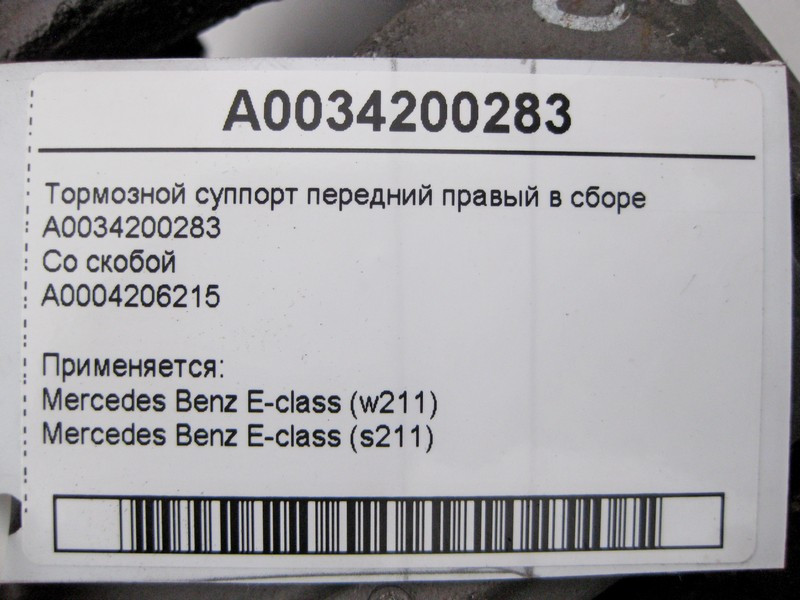 A0034200283
Тормозной суппорт передний правый в сборе
A0034200283
Со скобой
A0004206215
Применяется:
Mercedes Benz E-class (w211)
Mercedes Benz E-class (s211)